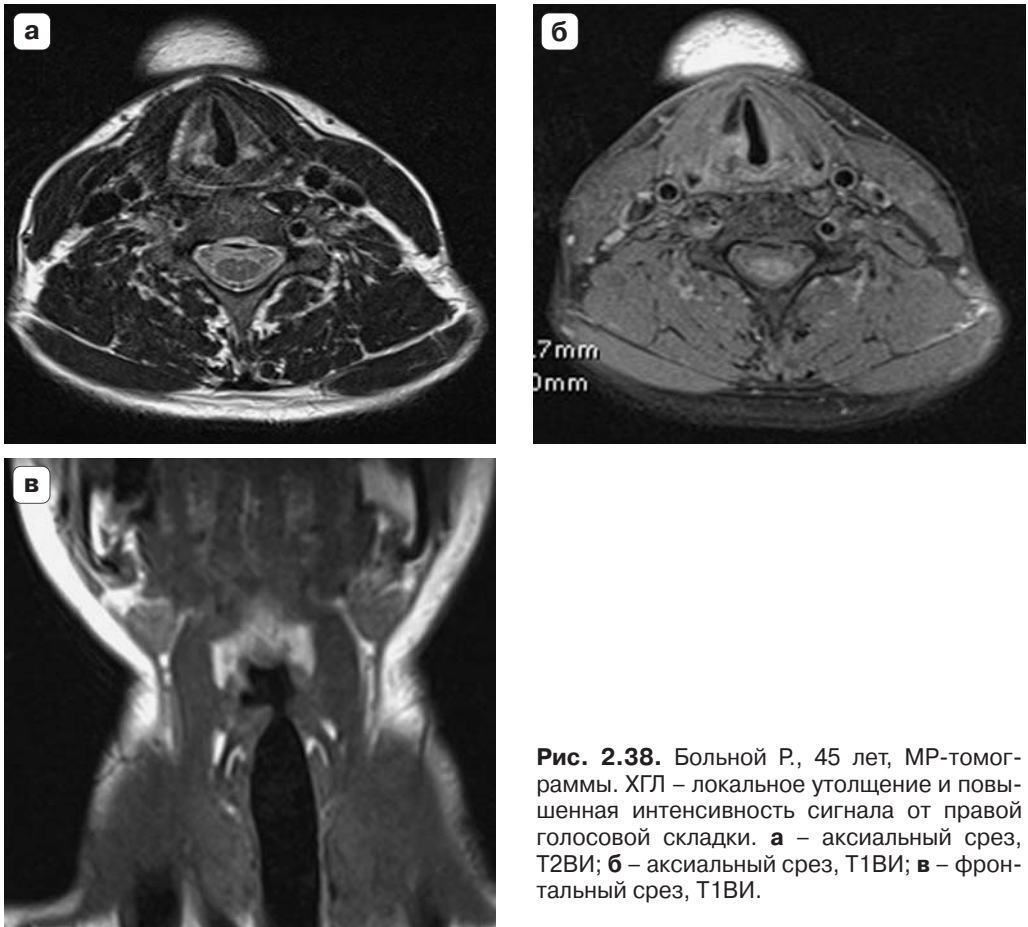 а
б
.7mm
0mm
в
Рис. 2.38. Больной Р., 45 лет, МР-томог-
раммы. ХГЛ – локальное утолщение и повы-
шенная интенсивность сигнала от правой
голосовой складки. а – аксиальный срез,
Т2ВИ; б – аксиальный срез, Т1ВИ; в – фрон-
тальный срез, Т1ВИ.